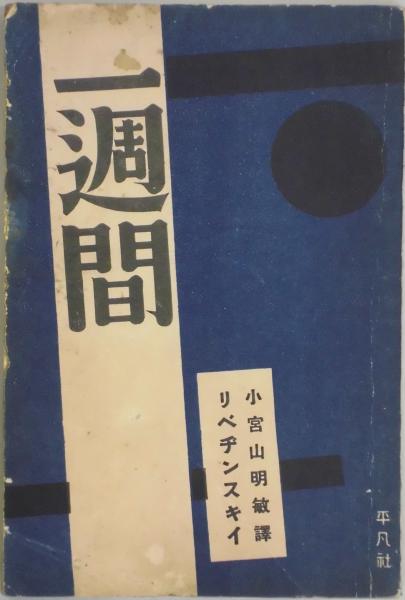 一週間
小宮山明敏譯
リベヂンスキイ
平凡社